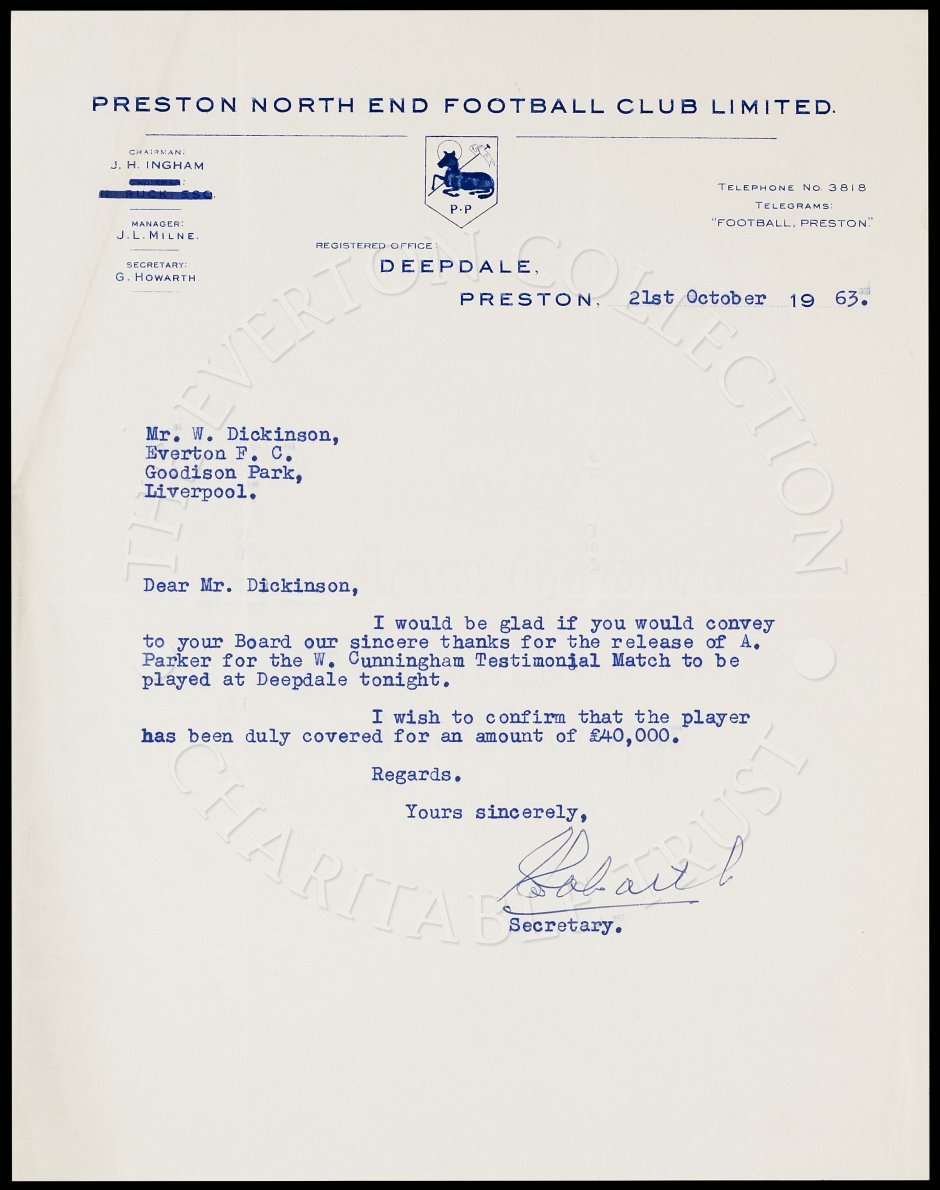 PRESTON NORTH END FOOTBALL CLUB LIMITED.
CHAIRMAN:
J. H. INGHAM
BUCK, ESQ.
MANAGER:
J. L. MILNE.
SECRETARY:
G. HOWARTH
P·P
TELEPHONE NO. 3818
TELEGRAMS:
"FOOTBALL, PRESTON."
REGISTERED OFFICE:
DEEPDALE,
PRESTON, 21st October 19 63.
Mr. W. Dickinson,
Everton F. C.
Goodison Park,
Liverpool.
Dear Mr. Dickinson,
I would be glad if you would convey
to your Board our sincere thanks for the release of A.
Parker for the W. Cunningham Testimonial Match to be
played at Deepdale tonight.
I wish to confirm that the player
has been duly covered for an amount of £40,000.
Regards.
Yours sincerely,
Secretary.
THE EVERTON COLLECTION • CHARITABLE TRUST